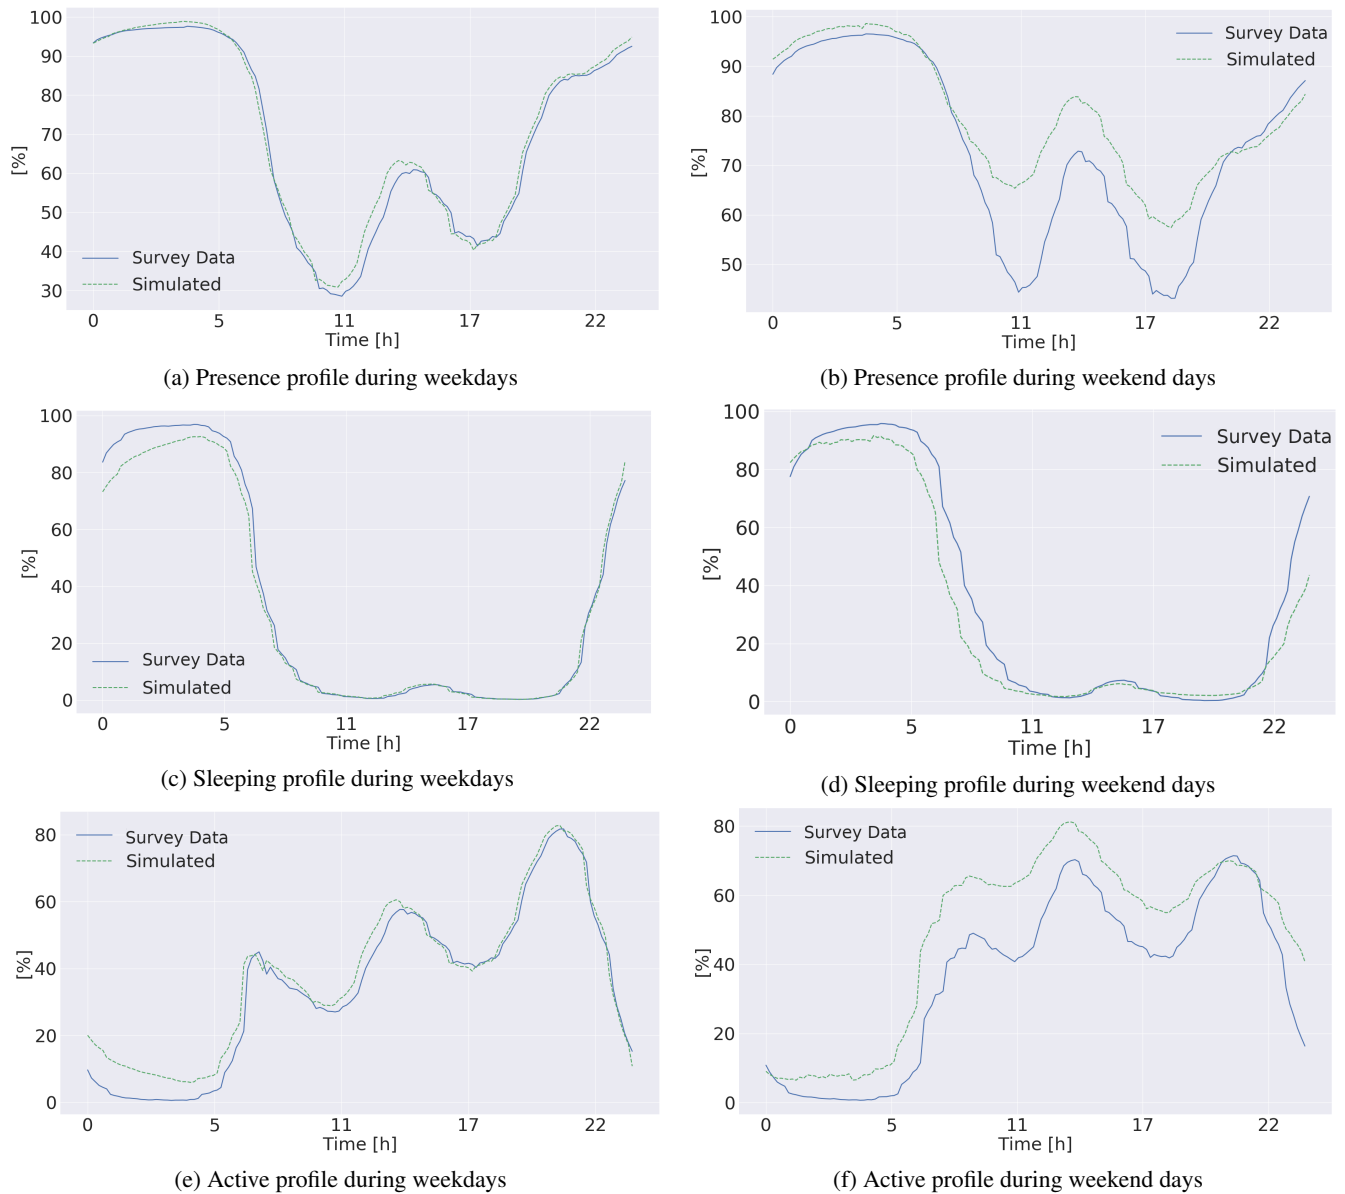 100
90
80
70
60
50
40
30
[%]
Survey Data
Simulated
0 5 11 17 22
Time [h]
(a) Presence profile during weekdays
100
90
80
70
60
50
[%]
Survey Data
Simulated
0 5 11 17 22
Time [h]
(b) Presence profile during weekend days
100
80
60
40
20
0
[%]
Survey Data
Simulated
0 5 11 17 22
Time [h]
(c) Sleeping profile during weekdays
100
80
60
40
20
0
[%]
Survey Data
Simulated
0 5 11 17 22
Time [h]
(d) Sleeping profile during weekend days
80
60
40
20
0
[%]
Survey Data
Simulated
0 5 11 17 22
Time [h]
(e) Active profile during weekdays
80
60
40
20
0
[%]
Survey Data
Simulated
0 5 11 17 22
Time [h]
(f) Active profile during weekend days